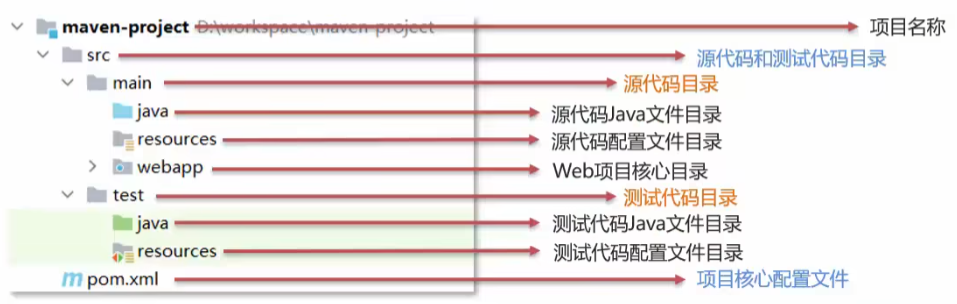 maven-project D:\workspace\maven-project 项目名称
src 源代码和测试代码目录
main 源代码目录
java 源代码Java文件目录
resources 源代码配置文件目录
webapp Web项目核心目录
test 测试代码目录
java 测试代码Java文件目录
resources 测试代码配置文件目录
m pom.xml 项目核心配置文件